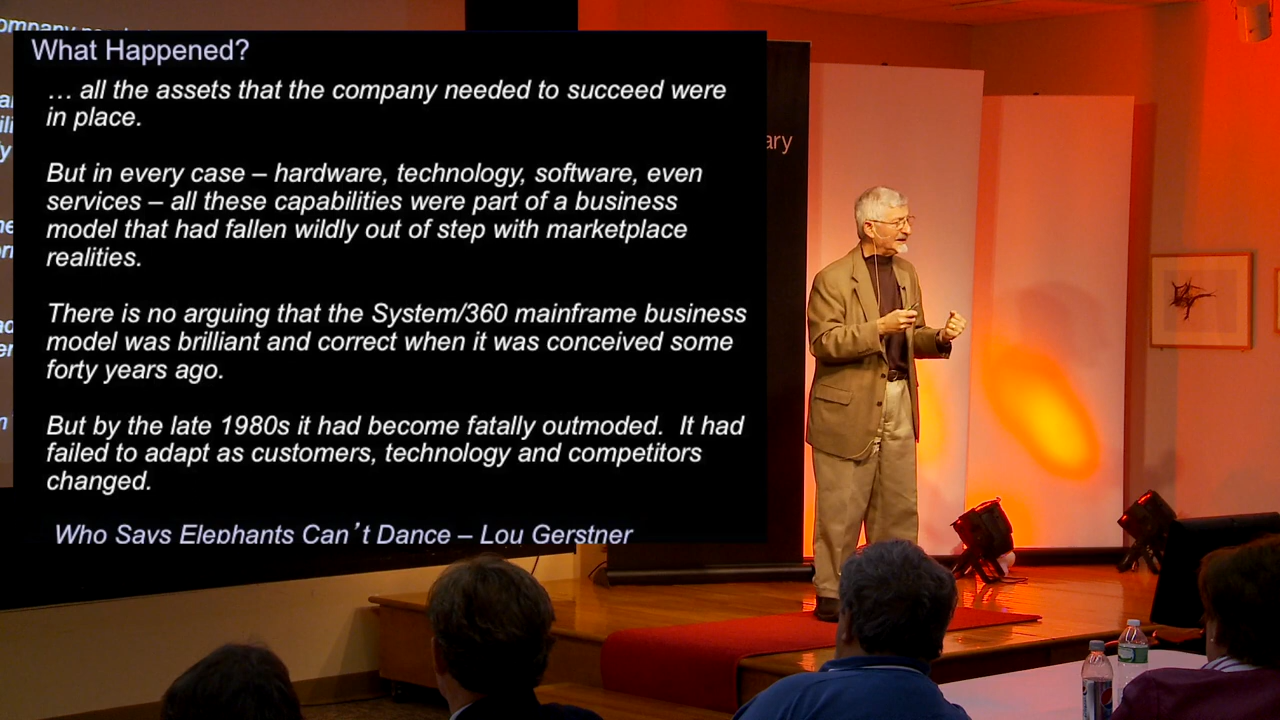 What Happened?
… all the assets that the company needed to succeed were
in place.
But in every case – hardware, technology, software, even
services – all these capabilities were part of a business
model that had fallen wildly out of step with marketplace
realities.
There is no arguing that the System/360 mainframe business
model was brilliant and correct when it was conceived some
forty years ago.
But by the late 1980s it had become fatally outmoded.  It had
failed to adapt as customers, technology and competitors
changed.
Who Says Elephants Can't Dance – Lou Gerstner
ary